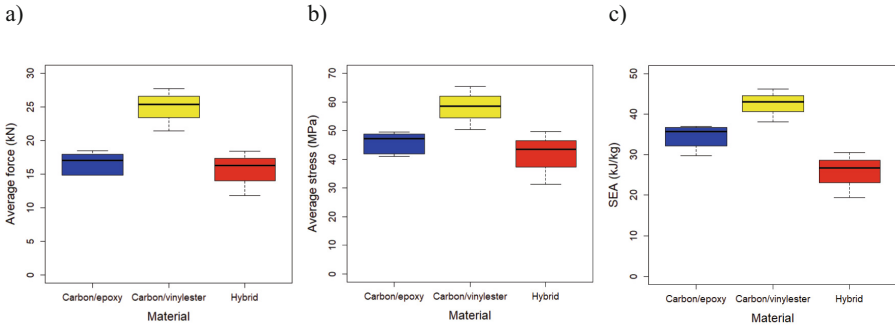 a)
b)
c)
Average force (kN)
30
25
20
15
10
5
0
Carbon/epoxy Carbon/vinylester Hybrid
Material
Average stress (MPa)
70
60
50
40
30
20
10
0
Carbon/epoxy Carbon/vinylester Hybrid
Material
SEA (kJ/kg)
50
40
30
20
10
0
Carbon/epoxy Carbon/vinylester Hybrid
Material